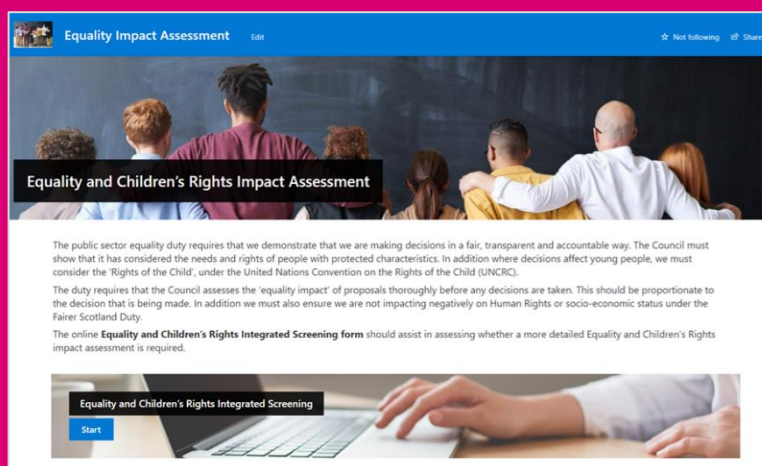 Equality Impact Assessment Edit
Not following Share
Equality and Children's Rights Impact Assessment
The public sector equality duty requires that we demonstrate that we are making decisions in a fair, transparent and accountable way. The Council must
show that it has considered the needs and rights of people with protected characteristics. In addition where decisions affect young people, we must
consider the 'Rights of the Child', under the United Nations Convention on the Rights of the Child (UNCRC).
The duty requires that the Council assesses the 'equality impact' of proposals thoroughly before any decisions are taken. This should be proportionate to
the decision that is being made. In addition we must also ensure we are not impacting negatively on Human Rights or socio-economic status under the
Fairer Scotland Duty.
The online Equality and Children's Rights Integrated Screening form should assist in assessing whether a more detailed Equality and Children's Rights
impact assessment is required.
Equality and Children's Rights Integrated Screening
Start